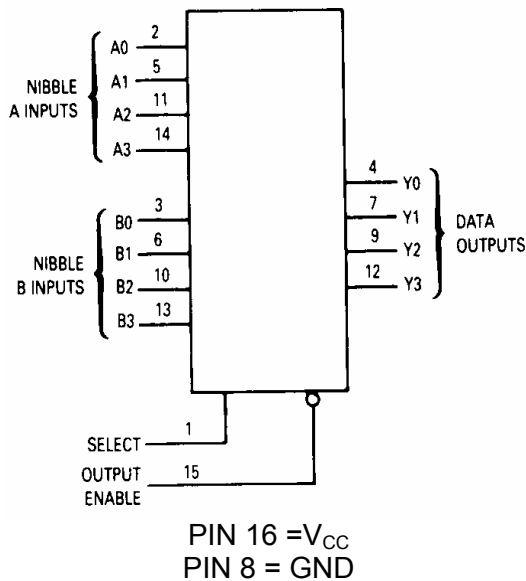 NIBBLE
A INPUTS
A0 2
A1 5
A2 11
A3 14
NIBBLE
B INPUTS
B0 3
B1 6
B2 10
B3 13
4 Y0
7 Y1
9 Y2
12 Y3
DATA
OUTPUTS
SELECT 1
OUTPUT
ENABLE 15
PIN 16 =VCC
PIN 8 = GND